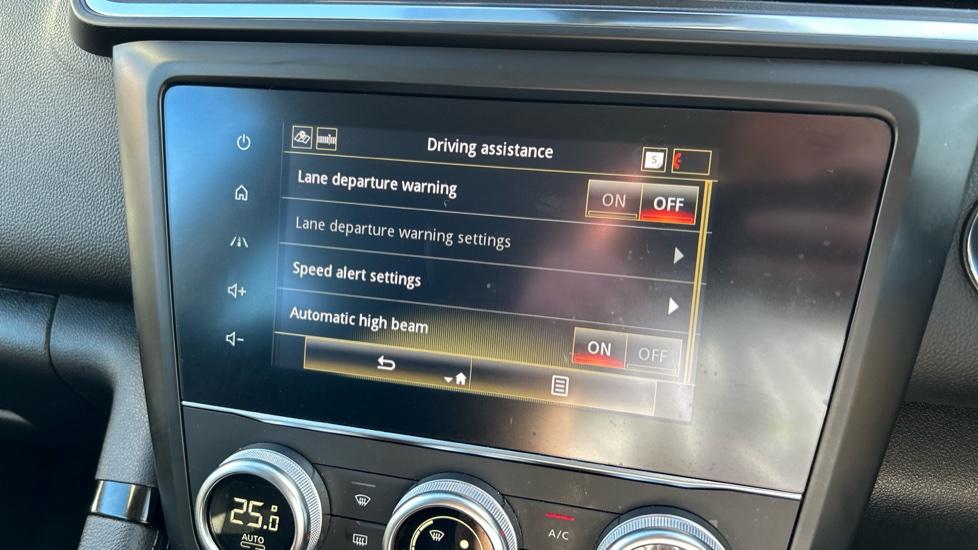 Driving assistance
5
Lane departure warning ON OFF
Lane departure warning settings
Speed alert settings
Automatic high beam ON OFF
25.0
AUTO
A/C